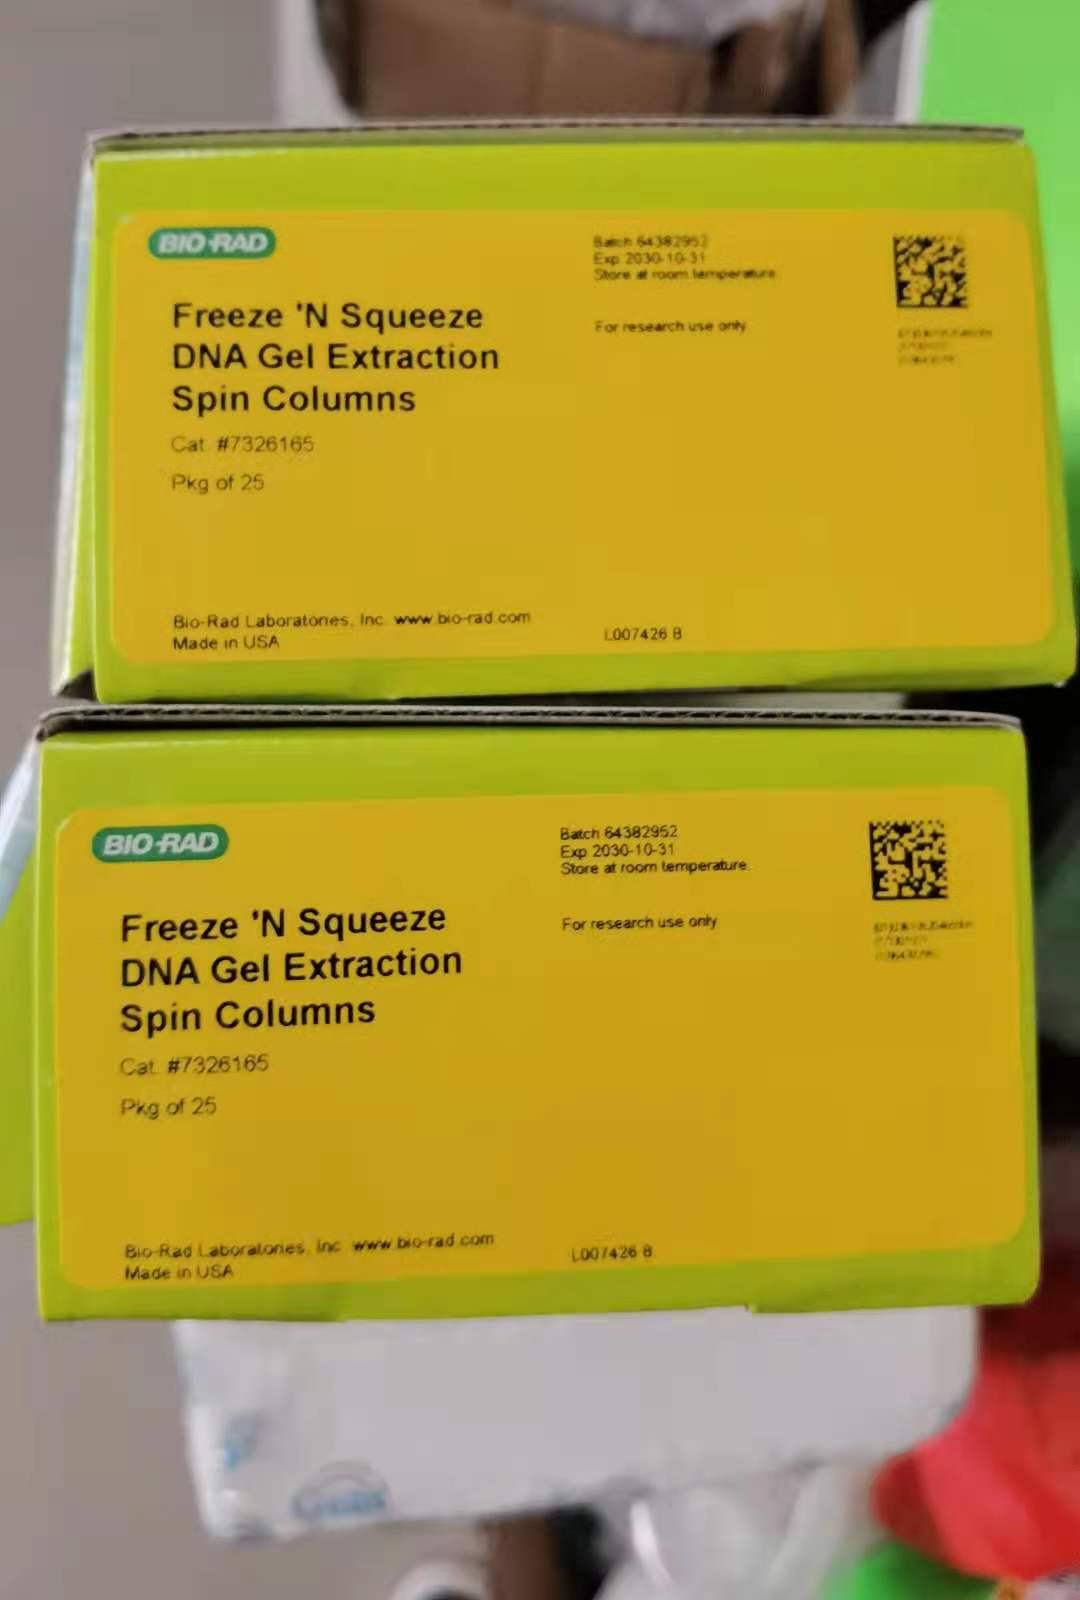 BIO-RAD
Batch 64382952
Exp 2030-10-31
Store at room temperature
For research use only
Freeze 'N Squeeze
DNA Gel Extraction
Spin Columns
Cat. #7326165
Pkg of 25
Bio-Rad Laboratories, Inc. www.bio-rad.com
Made in USA
L007426 B
BIO-RAD
Batch 64382952
Exp 2030-10-31
Store at room temperature.
For research use only
Freeze 'N Squeeze
DNA Gel Extraction
Spin Columns
Cat. #7326165
Pkg of 25
Bio-Rad Laboratories, Inc. www.bio-rad.com
Made in USA
L007426 B